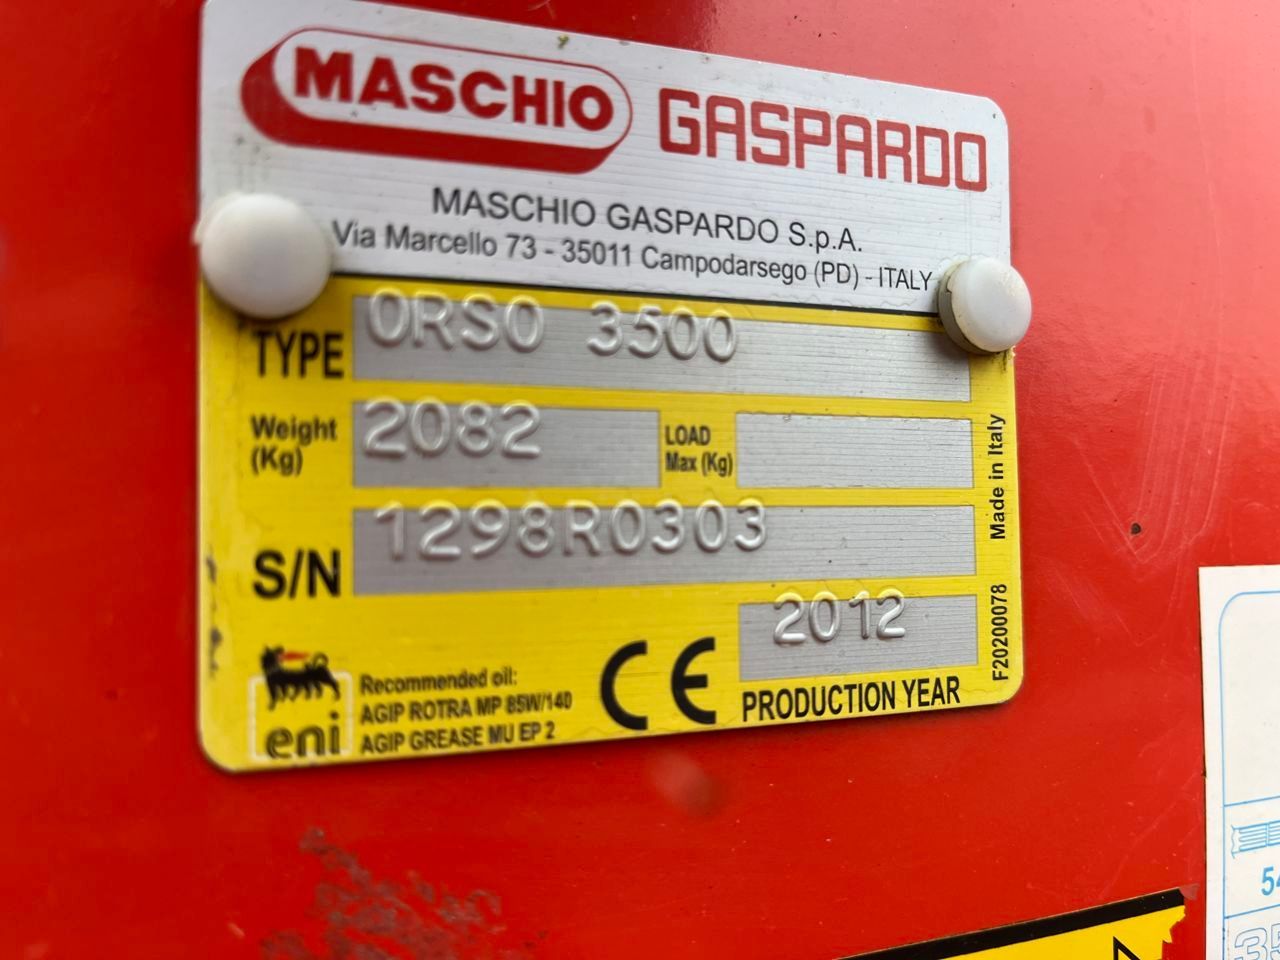 MASCHIO GASPARDO
MASCHIO GASPARDO S.p.A.
Via Marcello 73 - 35011 Campodarsego (PD) - ITALY
TYPE ORSO 3500
Weight (Kg) 2082 LOAD Max (Kg)
S/N 1298R0303
2012
PRODUCTION YEAR
CE
eni
Recommended oil:
AGIP ROTRA MP 85W/140
AGIP GREASE MU EP 2
Made in Italy
F20200078
54
35